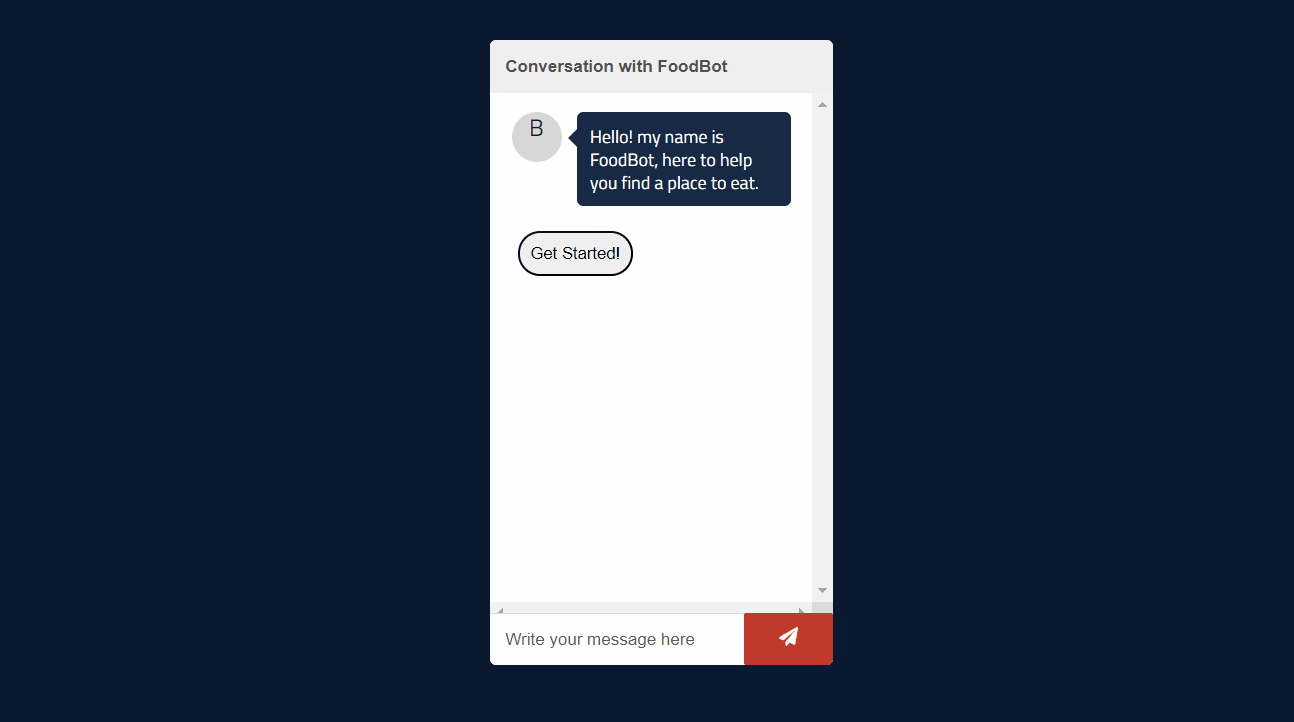 Conversation with FoodBot
B
Hello! my name is
FoodBot, here to help
you find a place to eat.
Get Started!
Write your message here